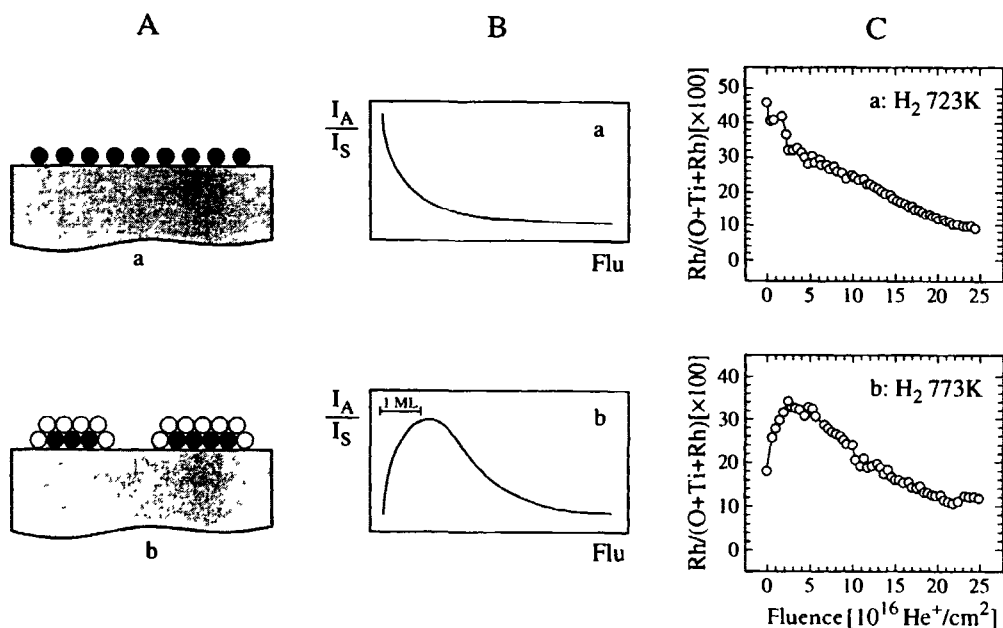 A
B
C
a
I_A
I_S
a
Flu
Rh/(O+Ti+Rh)[×100]
50
40
30
20
10
0
a: H₂ 723K
0 5 10 15 20 25
b
I_A
I_S
1 ML
b
Flu
Rh/(O+Ti+Rh)[×100]
40
30
20
10
0
b: H₂ 773K
0 5 10 15 20 25
Fluence [10¹⁶ He⁺/cm²]